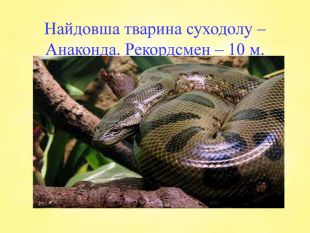 Найдовша тварина суходолу –
Анаконда. Рекордсмен – 10 м.